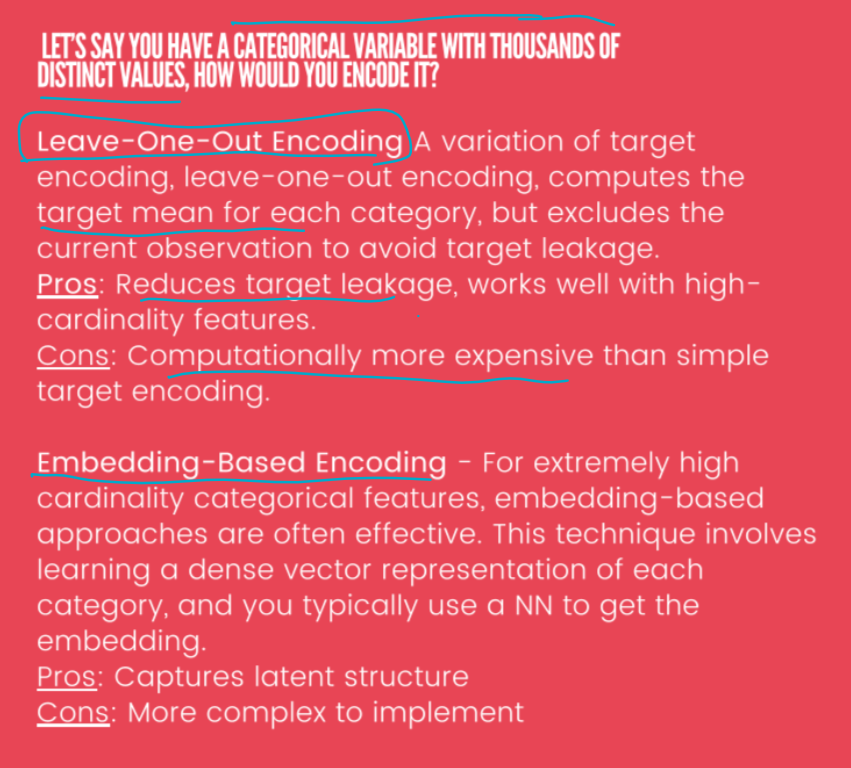 LET'S SAY YOU HAVE A CATEGORICAL VARIABLE WITH THOUSANDS OF
DISTINCT VALUES, HOW WOULD YOU ENCODE IT?
Leave-One-Out Encoding A variation of target
encoding, leave-one-out encoding, computes the
target mean for each category, but excludes the
current observation to avoid target leakage.
Pros: Reduces target leakage, works well with high-
cardinality features.
Cons: Computationally more expensive than simple
target encoding.
Embedding-Based Encoding - For extremely high
cardinality categorical features, embedding-based
approaches are often effective. This technique involves
learning a dense vector representation of each
category, and you typically use a NN to get the
embedding.
Pros: Captures latent structure
Cons: More complex to implement